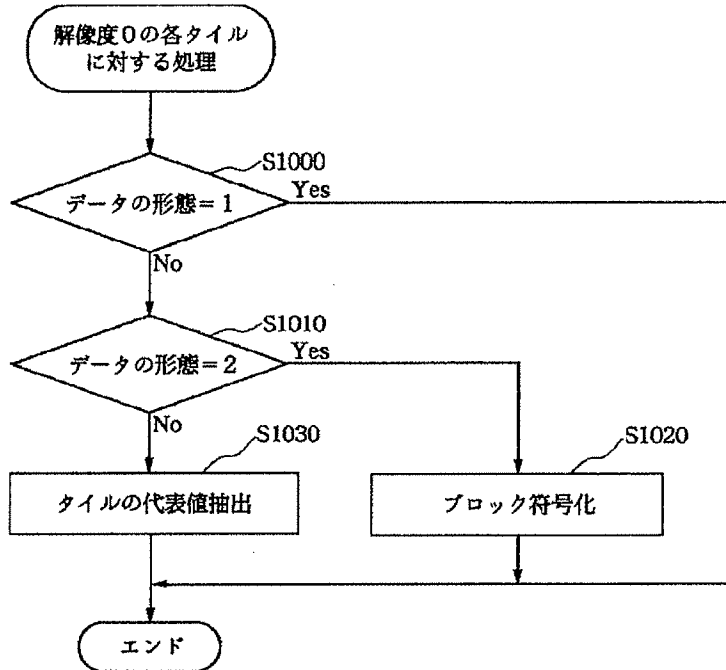 解像度0の各タイル
に対する処理
S1000
データの形態=1
Yes
No
S1010
データの形態=2
Yes
No
S1030
S1020
タイルの代表値抽出
ブロック符号化
エンド